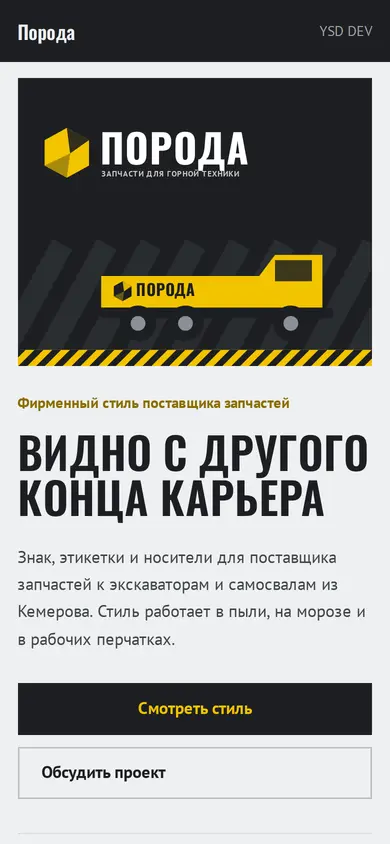 Порода
YSD DEV
ПОРОДА
ЗАПЧАСТИ ДЛЯ ГОРНОЙ ТЕХНИКИ
ПОРОДА
Фирменный стиль поставщика запчастей
ВИДНО С ДРУГОГО
КОНЦА КАРЬЕРА
Знак, этикетки и носители для поставщика
запчастей к экскаваторам и самосвалам из
Кемерова. Стиль работает в пыли, на морозе и
в рабочих перчатках.
Смотреть стиль
Обсудить проект